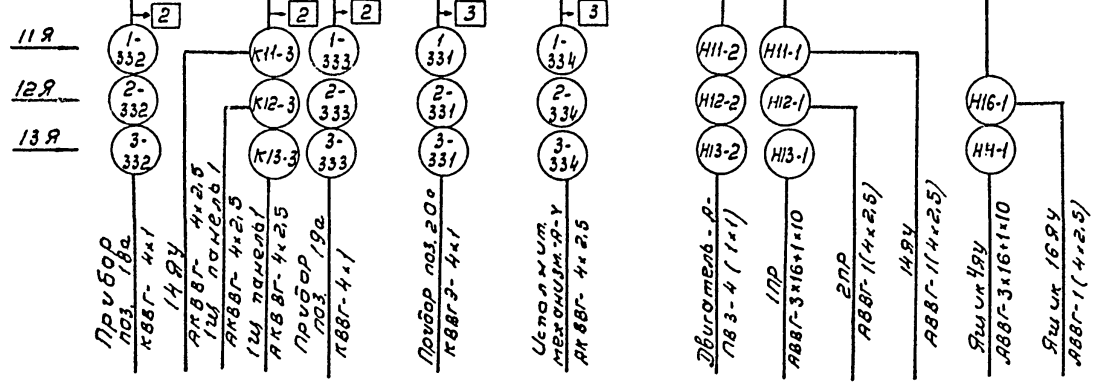 2 2 2 3 3
11Я 1-332 К11-3 1-333 1 331 1-334 Н11-2 Н11-1
12Я 2-332 К12-3 2-333 2-331 2-334 Н12-2 Н12-1 Н16-1
13Я 3-332 К13-3 3-333 3-331 3-334 Н13-2 Н13-1 Н4-1
Прибор
поз. 18а
КВВГ- 4х1
14ЯУ
АКВВГ- 4х2,5
1Щ панель1
АКВВГ- 4х2,5
1Щ панель1
АКВВГ-4х2,5
Прибор
поз. 19а
КВВГ-4х1
Прибор поз.20а
КВВГЭ-4х1
Исполнит.
механизм.-А-У
АКВВГ- 4х2,5
Двигатель-А-
ПВ3-4(1х1)
1ПР
АВВГ-3х16+1х10
2ПР
АВВГ-1(4х2,5)
14ЯУ
АВВГ-1(4х2,5)
Ящик 4ЯУ
АВВГ-3х16+1х10
Ящик 16ЯУ
АВВГ-1(4х2,5)